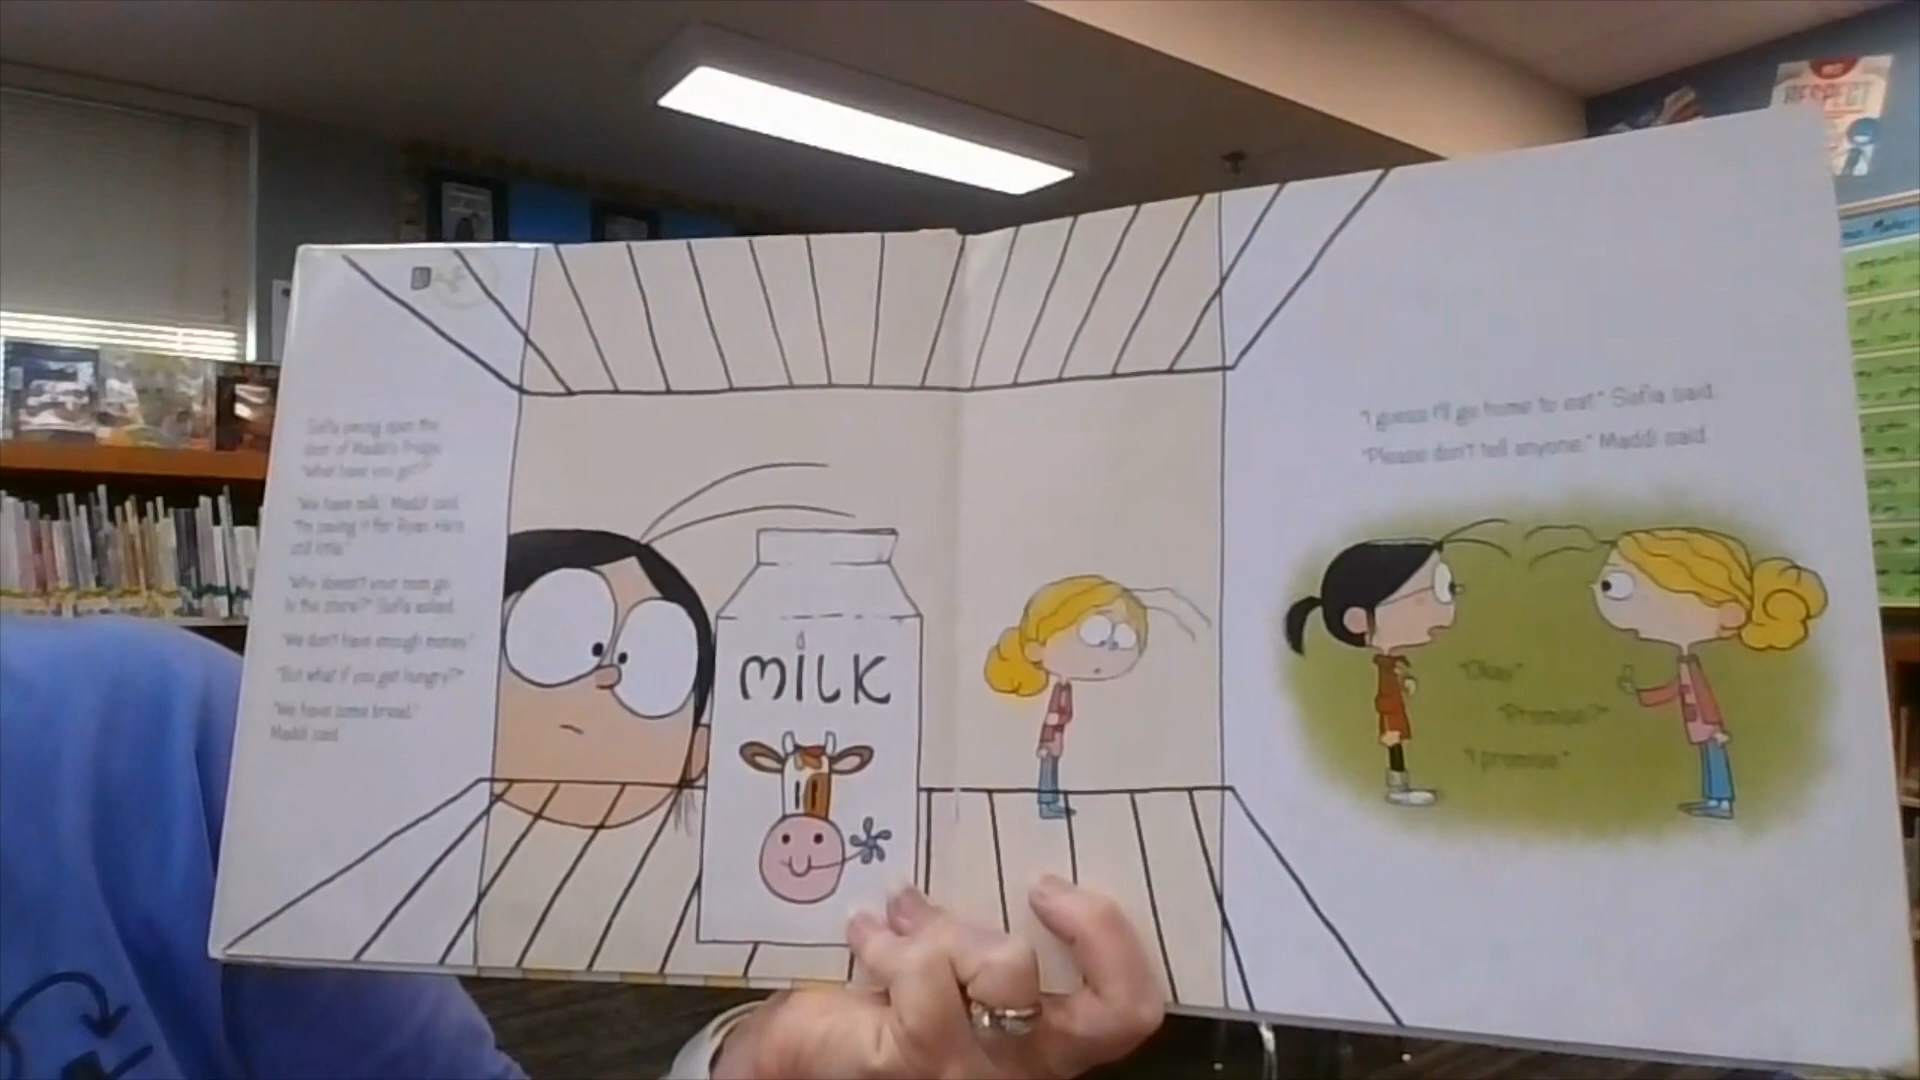 Sofia swung open the
door of Maddi's fridge.
"What have you got?"
"We have milk," Maddi said.
"I'm saving it for Ryan. He's
still little."
"Why doesn't your mom go
to the store?" Sofia asked.
"We don't have enough money."
"But what if you get hungry?"
"We have some bread,"
Maddi said.
MiLK
"I guess I'll go home to eat," Sofia said.
"Please don't tell anyone," Maddi said.
"Okay."
"Promise?"
"I promise."
RESPECT